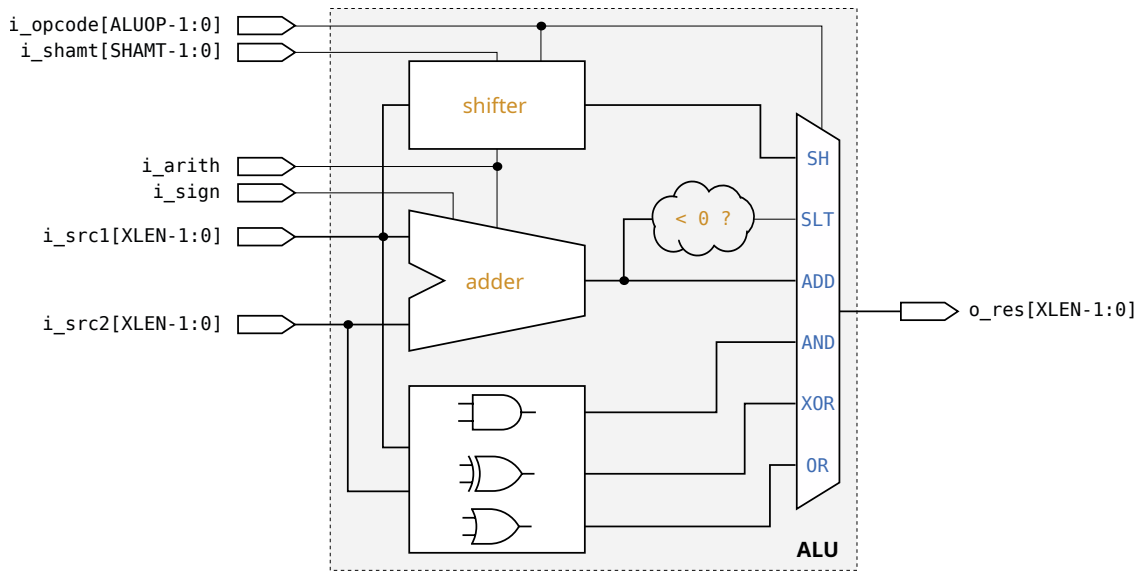 i_opcode[ALUOP-1:0]
i_shamt[SHAMT-1:0]
shifter
SH
i_arith
i_sign
< 0 ?
SLT
i_src1[XLEN-1:0]
adder
ADD
i_src2[XLEN-1:0]
o_res[XLEN-1:0]
AND
XOR
OR
ALU